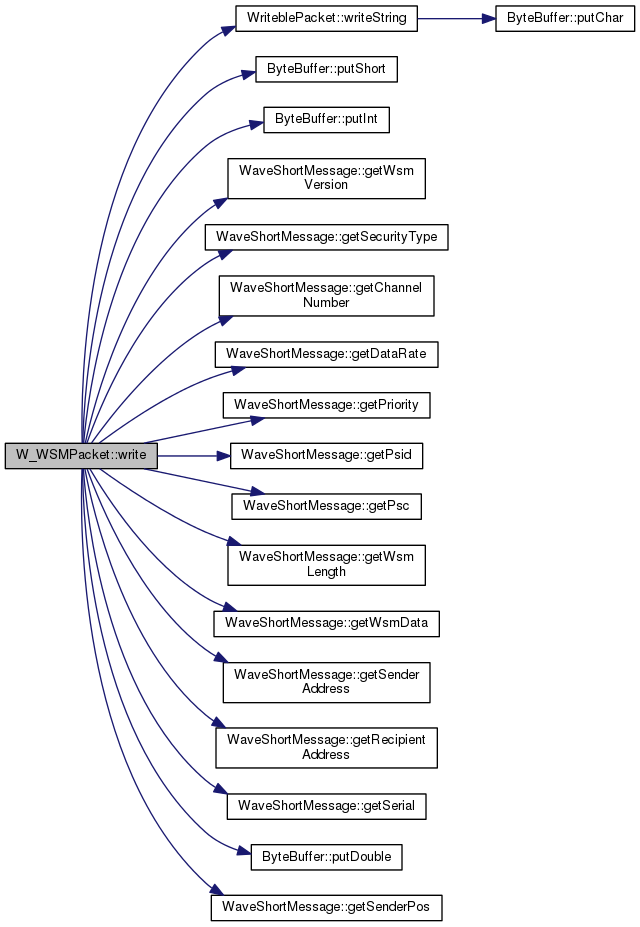 WriteblePacket::writeString
ByteBuffer::putChar
ByteBuffer::putShort
ByteBuffer::putInt
WaveShortMessage::getWsm
Version
WaveShortMessage::getSecurityType
WaveShortMessage::getChannel
Number
WaveShortMessage::getDataRate
WaveShortMessage::getPriority
W_WSMPacket::write
WaveShortMessage::getPsid
WaveShortMessage::getPsc
WaveShortMessage::getWsm
Length
WaveShortMessage::getWsmData
WaveShortMessage::getSender
Address
WaveShortMessage::getRecipient
Address
WaveShortMessage::getSerial
ByteBuffer::putDouble
WaveShortMessage::getSenderPos